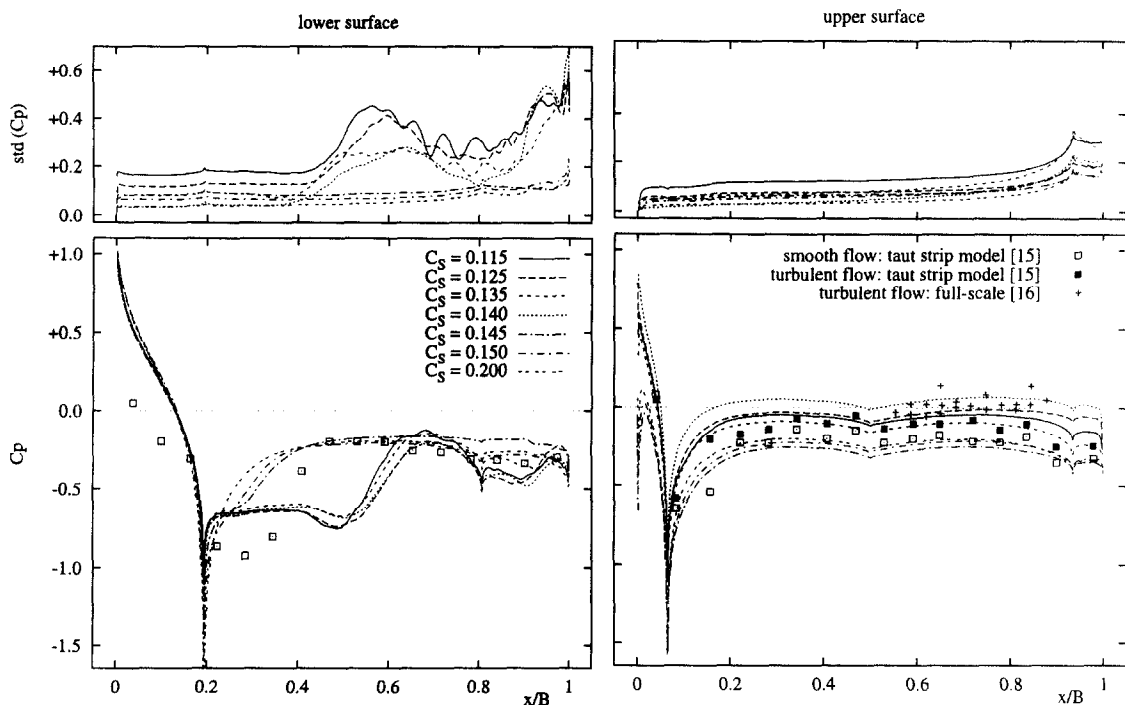 lower surface
upper surface
+0.6
+0.4
+0.2
0.0
std (Cp)
+1.0
+0.5
0.0
-0.5
-1.0
-1.5
Cp
C_S = 0.115
C_S = 0.125
C_S = 0.135
C_S = 0.140
C_S = 0.145
C_S = 0.150
C_S = 0.200
smooth flow: taut strip model [15]
turbulent flow: taut strip model [15]
turbulent flow: full-scale [16]
0 0.2 0.4 0.6 0.8 1
x/B
0 0.2 0.4 0.6 0.8 1
x/B